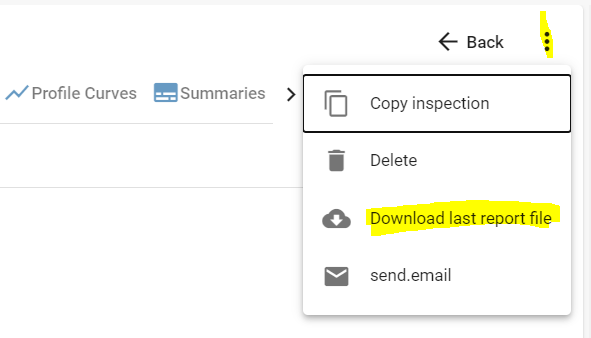 Back
Profile Curves
Summaries
Copy inspection
Delete
Download last report file
send.email